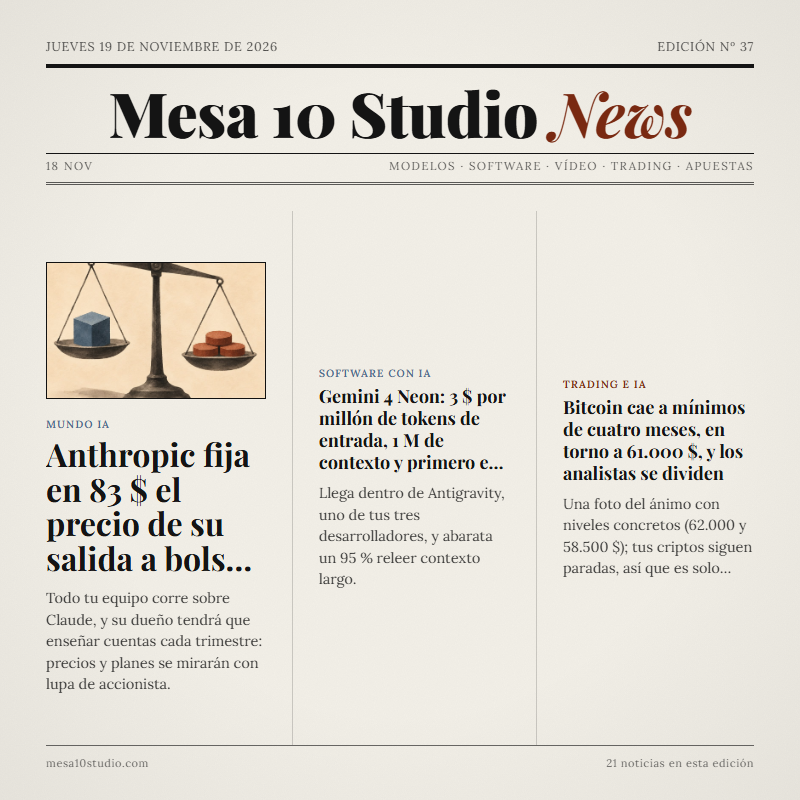 JUEVES 19 DE NOVIEMBRE DE 2026
EDICIÓN Nº 37
Mesa 10 Studio News
18 NOV
MODELOS · SOFTWARE · VÍDEO · TRADING · APUESTAS
MUNDO IA
Anthropic fija
en 83 $ el
precio de su
salida a bols...
Todo tu equipo corre sobre
Claude, y su dueño tendrá que
enseñar cuentas cada trimestre:
precios y planes se mirarán con
lupa de accionista.
SOFTWARE CON IA
Gemini 4 Neon: 3 $ por
millón de tokens de
entrada, 1 M de
contexto y primero e...
Llega dentro de Antigravity,
uno de tus tres
desarrolladores, y abarata
un 95 % releer contexto
largo.
TRADING E IA
Bitcoin cae a mínimos
de cuatro meses, en
torno a 61.000 $, y los
analistas se dividen
Una foto del ánimo con
niveles concretos (62.000 y
58.500 $); tus criptos siguen
paradas, así que es solo...
mesa10studio.com
21 noticias en esta edición